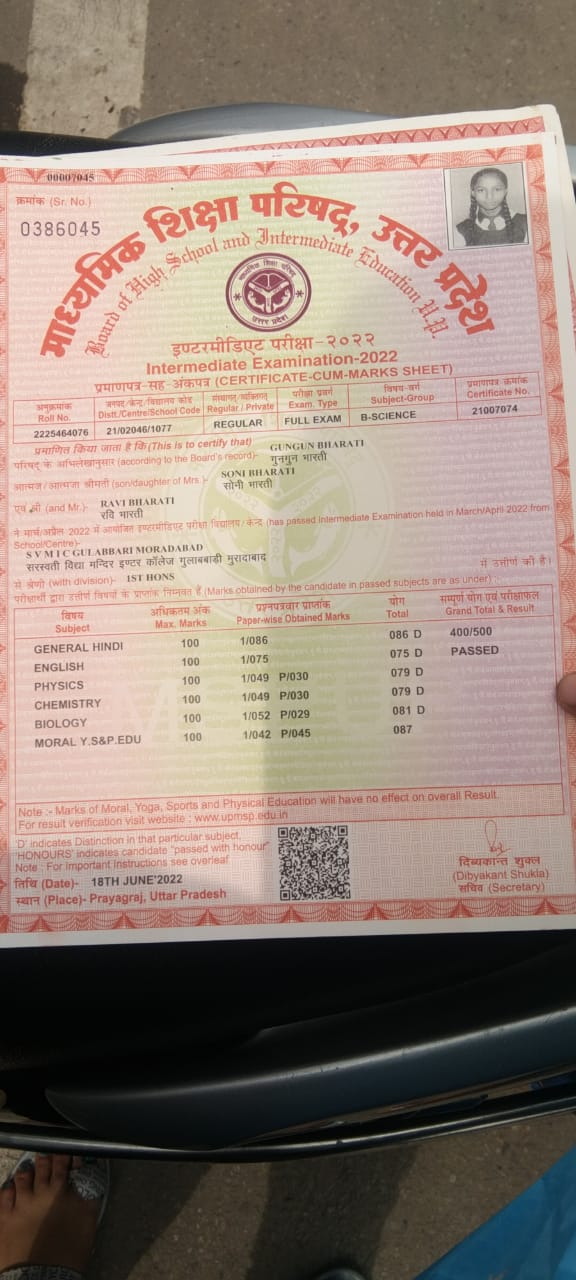 00007045
क्रमांक (Sr. No.)
0386045
माध्यमिक शिक्षा परिषद्, उत्तर प्रदेश
Board of High School and Intermediate Education U.P.
माध्यमिक शिक्षा परिषद्
उत्तर प्रदेश
इण्टरमीडिएट परीक्षा-२०२२
Intermediate Examination-2022
प्रमाणपत्र-सह-अंकपत्र (CERTIFICATE-CUM-MARKS SHEET)
अनुक्रमांक जनपद/केन्द्र/विद्यालय कोड संस्थागत/व्यक्तिगत परीक्षा प्रवर्ग विषय-वर्ग प्रमाणपत्र क्रमांक
Roll No. Distt./Centre/School Code Regular / Private Exam. Type Subject-Group Certificate No.
2225464076 21/02046/1077 REGULAR FULL EXAM B-SCIENCE 21007074
प्रमाणित किया जाता है कि (This is to certify that) GUNGUN BHARATI
परिषद् के अभिलेखानुसार (according to the Board's record)- गुनगुन भारती
SONI BHARATI
आत्मज/आत्मजा श्रीमती (son/daughter of Mrs.)- सोनी भारती
RAVI BHARATI
एवं श्री (and Mr.)- रवि भारती
ने मार्च/अप्रैल 2022 में आयोजित इण्टरमीडिएट परीक्षा विद्यालय/केन्द्र (has passed Intermediate Examination held in March/April 2022 from
School/Centre)-
S V M I C GULABBARI MORADABAD
सरस्वती विद्या मन्दिर इण्टर कॉलेज गुलाबबाडी मुरादाबाद में उत्तीर्ण की है।
से श्रेणी (with division)- 1ST HONS
परीक्षार्थी द्वारा उत्तीर्ण विषयों के प्राप्तांक निम्नवत हैं (Marks obtained by the candidate in passed subjects are as under)
विषय अधिकतम अंक प्रश्नपत्रवार प्राप्तांक योग सम्पूर्ण योग एवं परीक्षाफल
Subject Max. Marks Paper-wise Obtained Marks Total Grand Total & Result
GENERAL HINDI 100 1/086 086 D 400/500
ENGLISH 100 1/075 075 D PASSED
PHYSICS 100 1/049 P/030 079 D
CHEMISTRY 100 1/049 P/030 079 D
BIOLOGY 100 1/052 P/029 081 D
MORAL Y.S&P.EDU 100 1/042 P/045 087
Note :- Marks of Moral, Yoga, Sports and Physical Education will have no effect on overall Result.
For result verification visit website : www.upmsp.edu.in
'D' indicates Distinction in that particular subject,
'HONOURS' indicates candidate "passed with honour"
Note : For Important Instructions see overleaf
तिथि (Date)- 18TH JUNE'2022
स्थान (Place)- Prayagraj, Uttar Pradesh
दिब्यकान्त शुक्ल
(Dibyakant Shukla)
सचिव (Secretary)